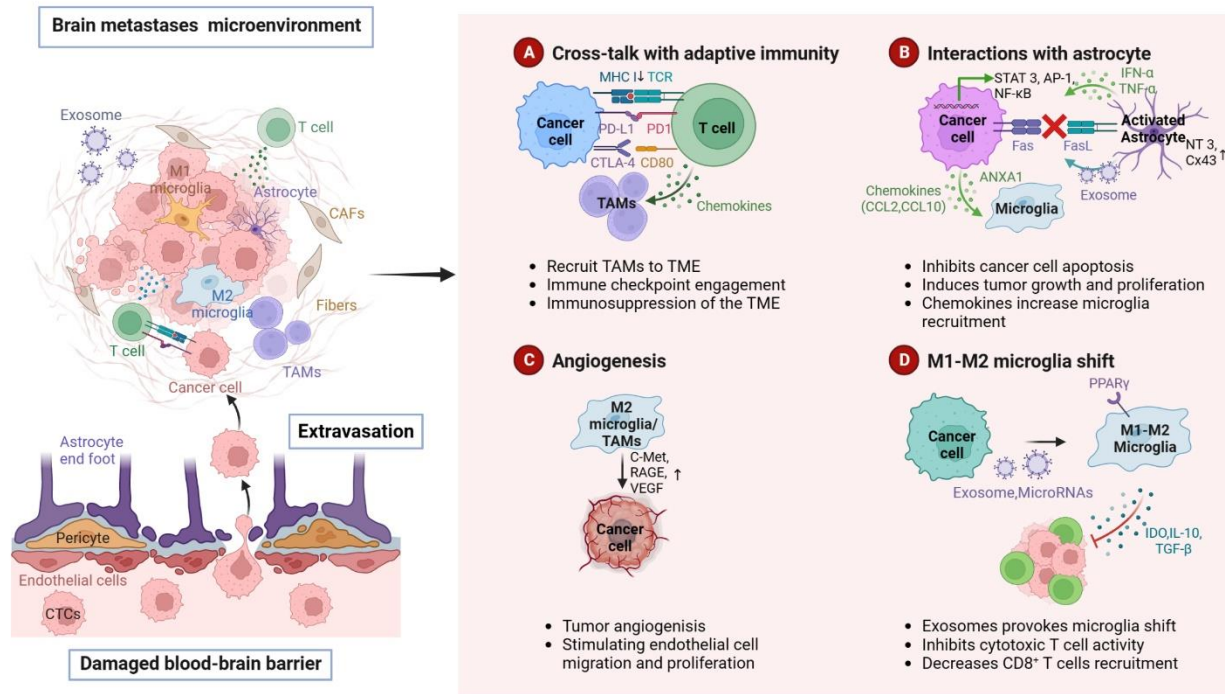 Brain metastases microenvironment
Exosome
T cell
M1
microglia
Astrocyte
CAFs
M2
microglia
Fibers
T cell
TAMs
Cancer cell
Extravasation
Astrocyte
end foot
Pericyte
Endothelial cells
CTCs
Damaged blood-brain barrier
A Cross-talk with adaptive immunity
MHC I↓ TCR
Cancer
cell
PD-L1 PD1
T cell
CTLA-4 CD80
TAMs
Chemokines
• Recruit TAMs to TME
• Immune checkpoint engagement
• Immunosuppression of the TME
B Interactions with astrocyte
STAT 3, AP-1,
NF-κB
IFN-α
TNF-α
Cancer
cell
Fas
FasL
Activated
Astrocyte
NT 3,
Cx43 ↑
ANXA1
Exosome
Chemokines
(CCL2,CCL10)
Microglia
• Inhibits cancer cell apoptosis
• Induces tumor growth and proliferation
• Chemokines increase microglia
recruitment
C Angiogenesis
M2
microglia/
TAMs
C-Met,
RAGE, ↑
VEGF
Cancer
cell
• Tumor angiogenisis
• Stimulating endothelial cell
migration and proliferation
D M1-M2 microglia shift
PPARγ
Cancer
cell
M1-M2
Microglia
Exosome,MicroRNAs
IDO,IL-10,
TGF-β
• Exosomes provokes microglia shift
• Inhibits cytotoxic T cell activity
• Decreases CD8⁺ T cells recruitment